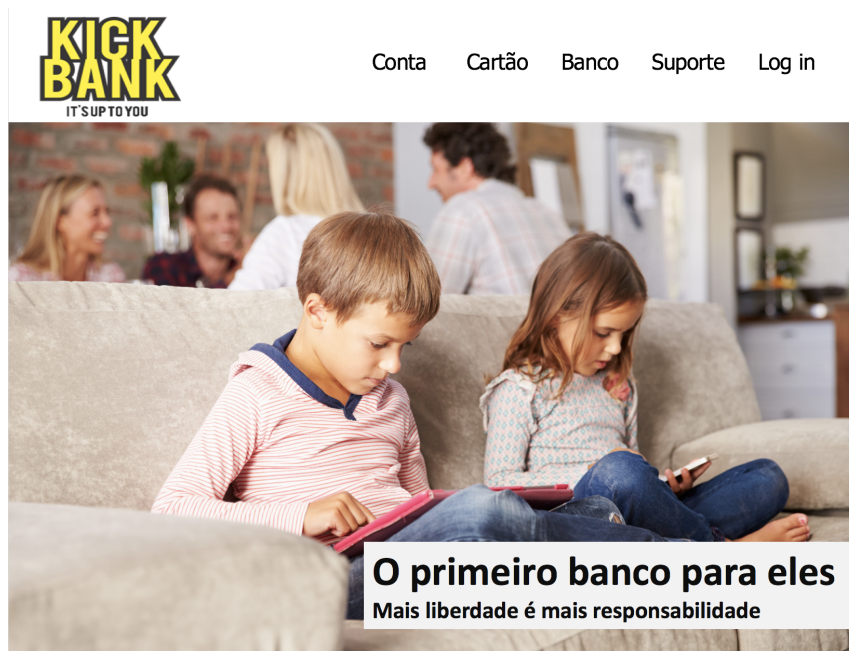 KICK
BANK
IT'S UP TO YOU
Conta Cartão Banco Suporte Log in
O primeiro banco para eles
Mais liberdade é mais responsabilidade